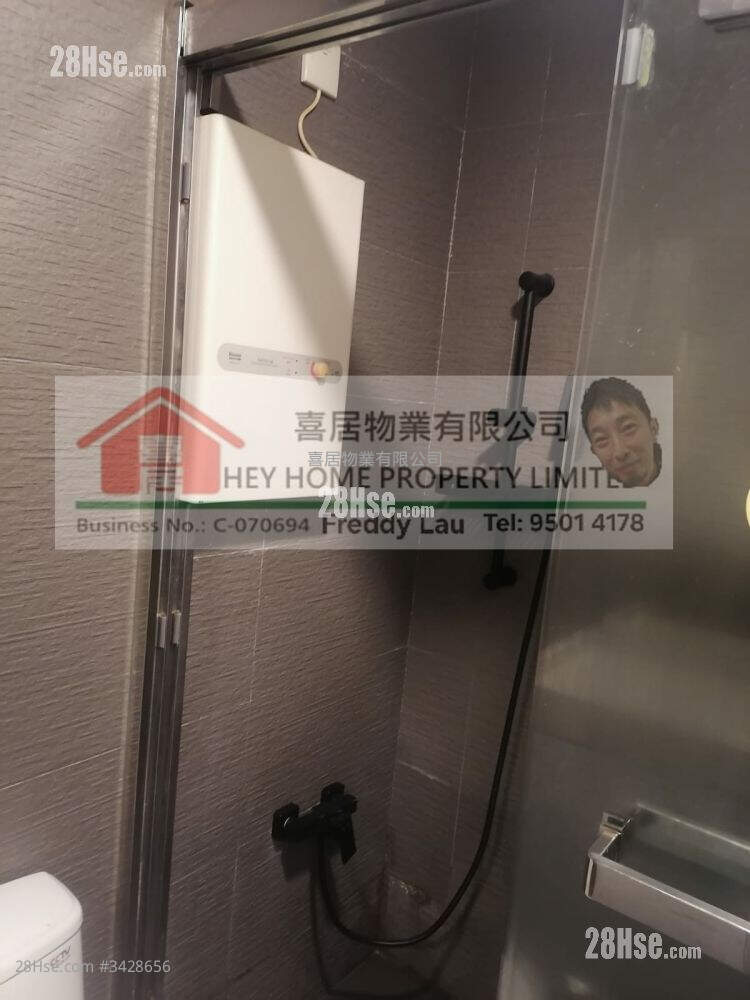 28Hse.com
Rinnai
喜居物業有限公司
喜居物業有限公司
HEY HOME PROPERTY LIMITE
28Hse.com
Business No.: C-070694 Freddy Lau Tel: 9501 4178
28Hse.com
28Hse.com #3428656